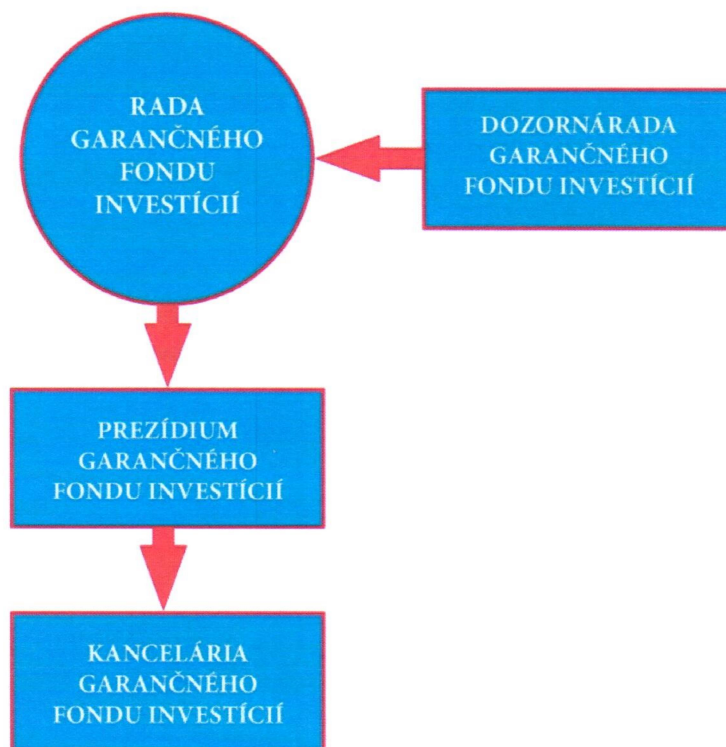 RADA
GARANČNÉHO
FONDU
INVESTÍCIÍ
DOZORNÁRADA
GARANČNÉHO
FONDU INVESTÍCIÍ
PREZÍDIUM
GARANČNÉHO
FONDU INVESTÍCIÍ
KANCELÁRIA
GARANČNÉHO
FONDU INVESTÍCIÍ